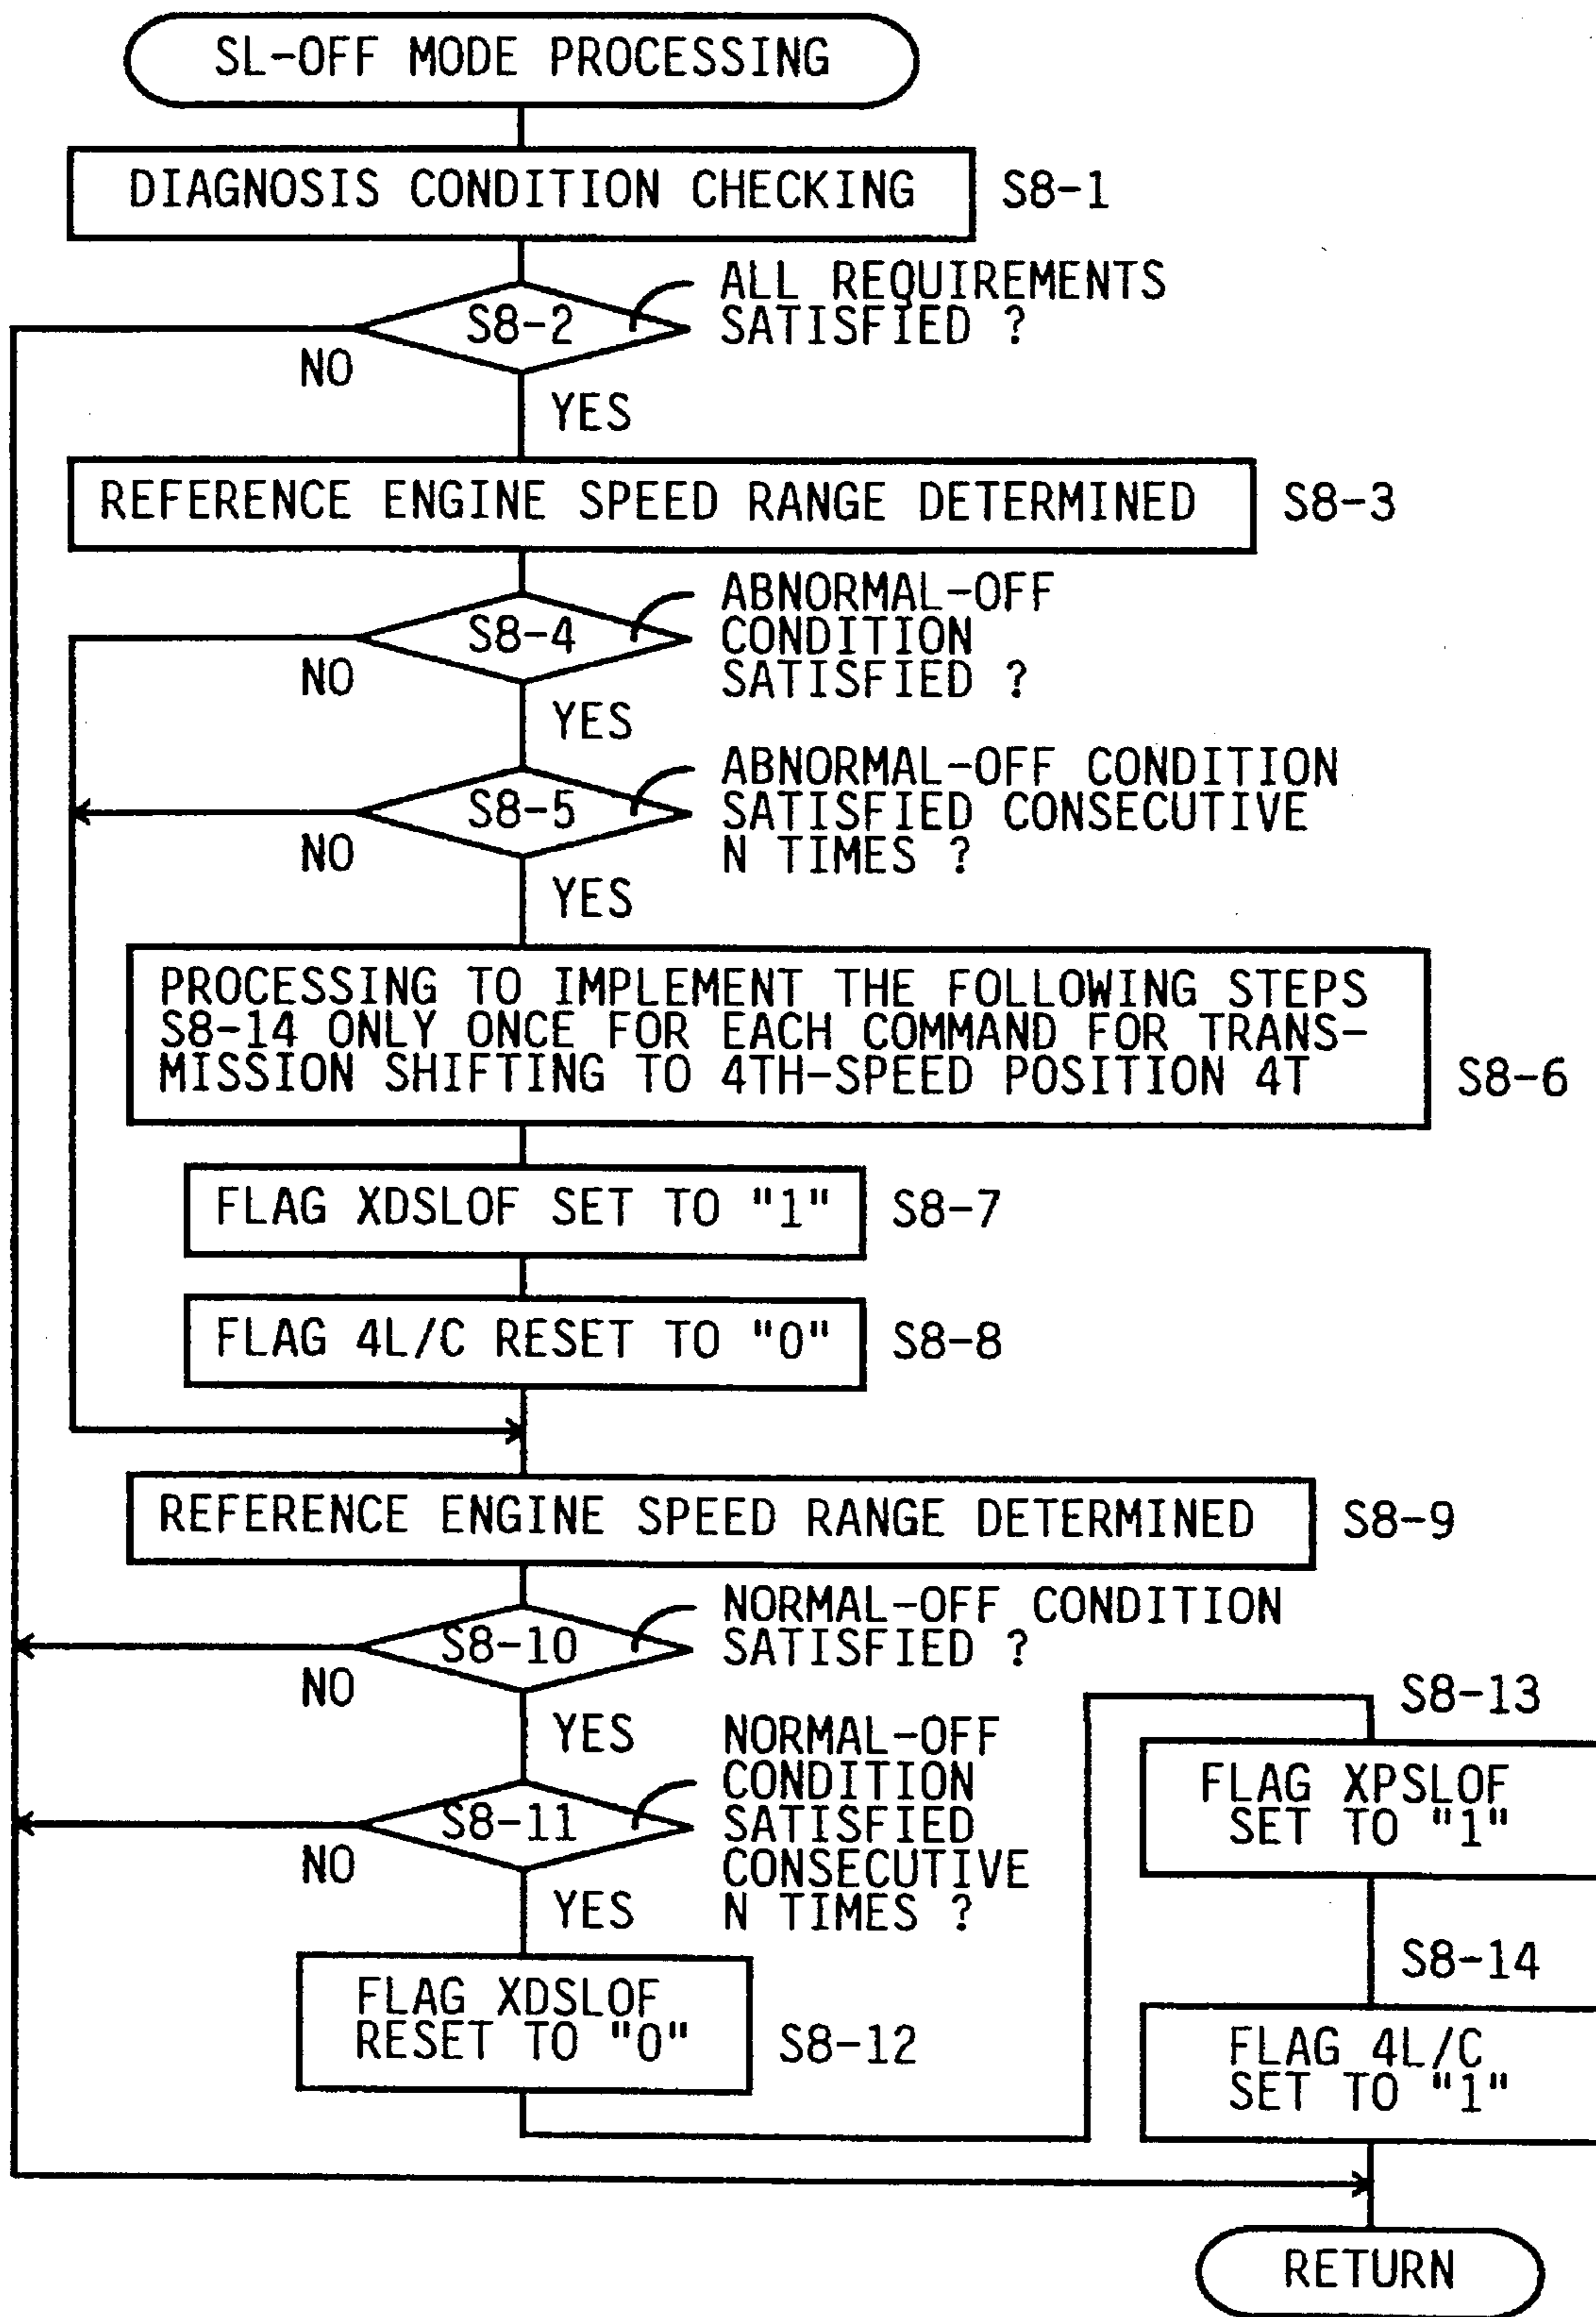 SL-OFF MODE PROCESSING
DIAGNOSIS CONDITION CHECKING
S8-1
S8-2
ALL REQUIREMENTS
SATISFIED ?
NO
YES
REFERENCE ENGINE SPEED RANGE DETERMINED
S8-3
S8-4
ABNORMAL-OFF
CONDITION
SATISFIED ?
NO
YES
S8-5
ABNORMAL-OFF CONDITION
SATISFIED CONSECUTIVE
N TIMES ?
NO
YES
PROCESSING TO IMPLEMENT THE FOLLOWING STEPS
S8-14 ONLY ONCE FOR EACH COMMAND FOR TRANS-
MISSION SHIFTING TO 4TH-SPEED POSITION 4T
S8-6
FLAG XDSLOF SET TO "1"
S8-7
FLAG 4L/C RESET TO "0"
S8-8
REFERENCE ENGINE SPEED RANGE DETERMINED
S8-9
S8-10
NORMAL-OFF CONDITION
SATISFIED ?
NO
YES
S8-11
NORMAL-OFF
CONDITION
SATISFIED
CONSECUTIVE
N TIMES ?
NO
YES
FLAG XDSLOF
RESET TO "0"
S8-12
S8-13
FLAG XPSLOF
SET TO "1"
S8-14
FLAG 4L/C
SET TO "1"
RETURN